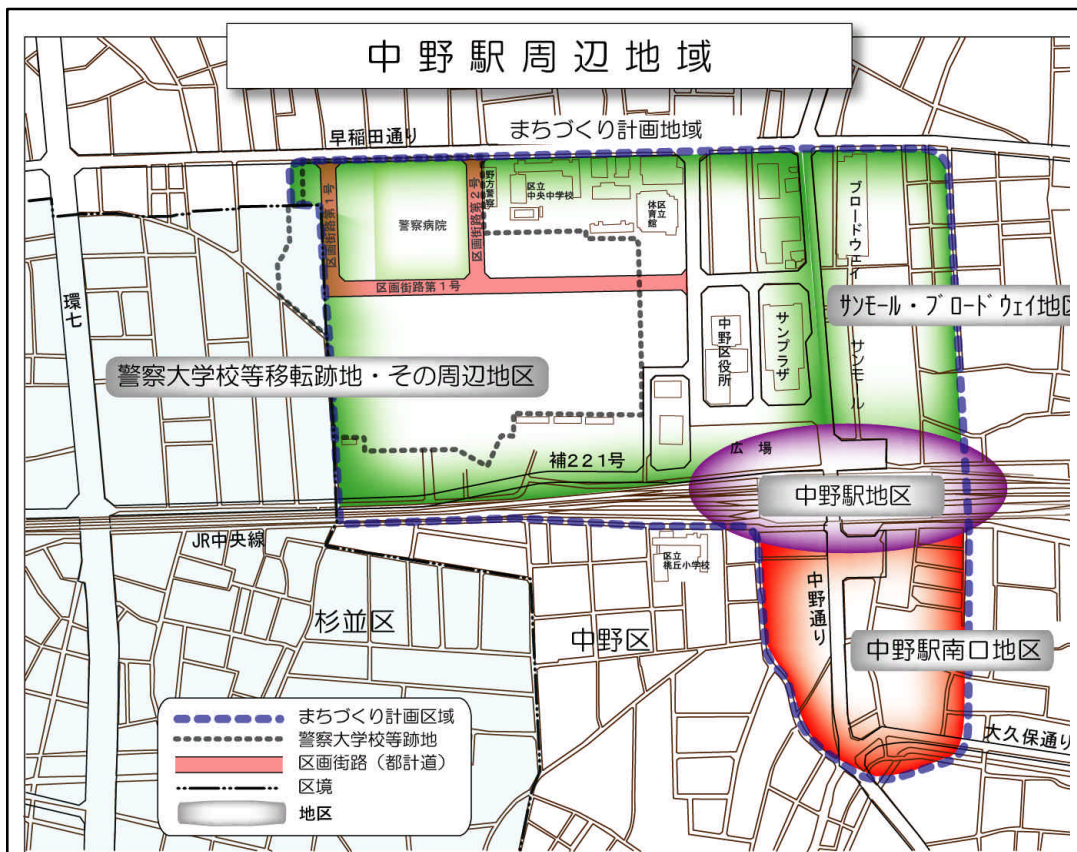 中野駅周辺地域
まちづくり計画地域
早稲田通り
区画街路第1号
警察病院
区画街路第2号
野方警察
区立
中央中学校
区立
体育館
ブロードウェイ
環七
区画街路第1号
サンモール・ブロードウェイ地区
中野区役所
サンプラザ
サンモール
警察大学校等移転跡地・その周辺地区
広場
補221号
中野駅地区
JR中央線
区立
桃丘小学校
中野通り
杉並区
中野区
中野駅南口地区
大久保通り
まちづくり計画区域
警察大学校等跡地
区画街路（都計道）
区境
地区